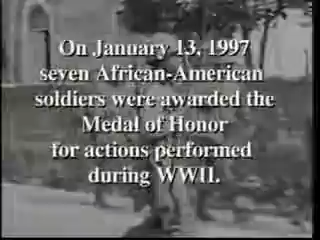 On January 13, 1997
seven African-American
soldiers were awarded the
Medal of Honor
for actions performed
during WWII.